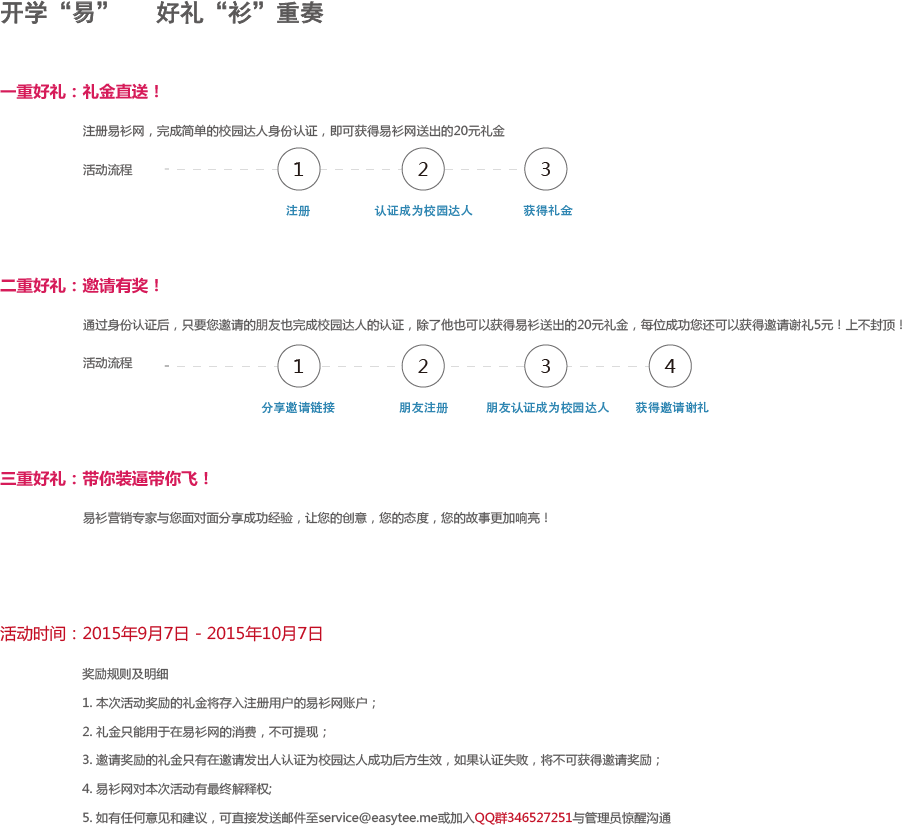 开学“易” 好礼“衫”重奏
一重好礼：礼金直送！
注册易衫网，完成简单的校园达人身份认证，即可获得易衫网送出的20元礼金
活动流程 1 2 3
注册 认证成为校园达人 获得礼金
二重好礼：邀请有奖！
通过身份认证后，只要您邀请的朋友也完成校园达人的认证，除了他也可以获得易衫送出的20元礼金，每位成功您还可以获得邀请谢礼5元！上不封顶！
活动流程 1 2 3 4
分享邀请链接 朋友注册 朋友认证成为校园达人 获得邀请谢礼
三重好礼：带你装逼带你飞！
易衫营销专家与您面对面分享成功经验，让您的创意，您的态度，您的故事更加响亮！
活动时间：2015年9月7日 - 2015年10月7日
奖励规则及明细
1. 本次活动奖励的礼金将存入注册用户的易衫网账户；
2. 礼金只能用于在易衫网的消费，不可提现；
3. 邀请奖励的礼金只有在邀请发出人认证为校园达人成功后方生效，如果认证失败，将不可获得邀请奖励；
4. 易衫网对本次活动有最终解释权;
5. 如有任何意见和建议，可直接发送邮件至service@easytee.me或加入QQ群346527251与管理员惊醒沟通